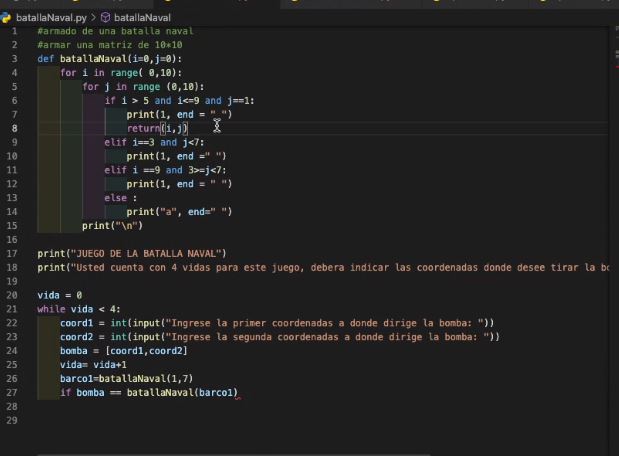 batallaNaval.py > batallaNaval
1 #armado de una batalla naval
2 #armar una matriz de 10*10
3 def batallaNaval(i=0,j=0):
4 for i in range( 0,10):
5 for j in range (0,10):
6 if i > 5 and i<=9 and j==1:
7 print(1, end = " ")
8 return(i,j)
9 elif i==3 and j<7:
10 print(1, end =" ")
11 elif i ==9 and 3>=j<7:
12 print(1, end = " ")
13 else :
14 print("a", end=" ")
15 print("\n")
16
17 print("JUEGO DE LA BATALLA NAVAL")
18 print("Usted cuenta con 4 vidas para este juego, debera indicar las coordenadas donde desee tirar la bo
19
20 vida = 0
21 while vida < 4:
22 coord1 = int(input("Ingrese la primer coordenadas a donde dirige la bomba: "))
23 coord2 = int(input("Ingrese la segunda coordenadas a donde dirige la bomba: "))
24 bomba = [coord1,coord2]
25 vida= vida+1
26 barco1=batallaNaval(1,7)
27 if bomba == batallaNaval(barco1)
28
29